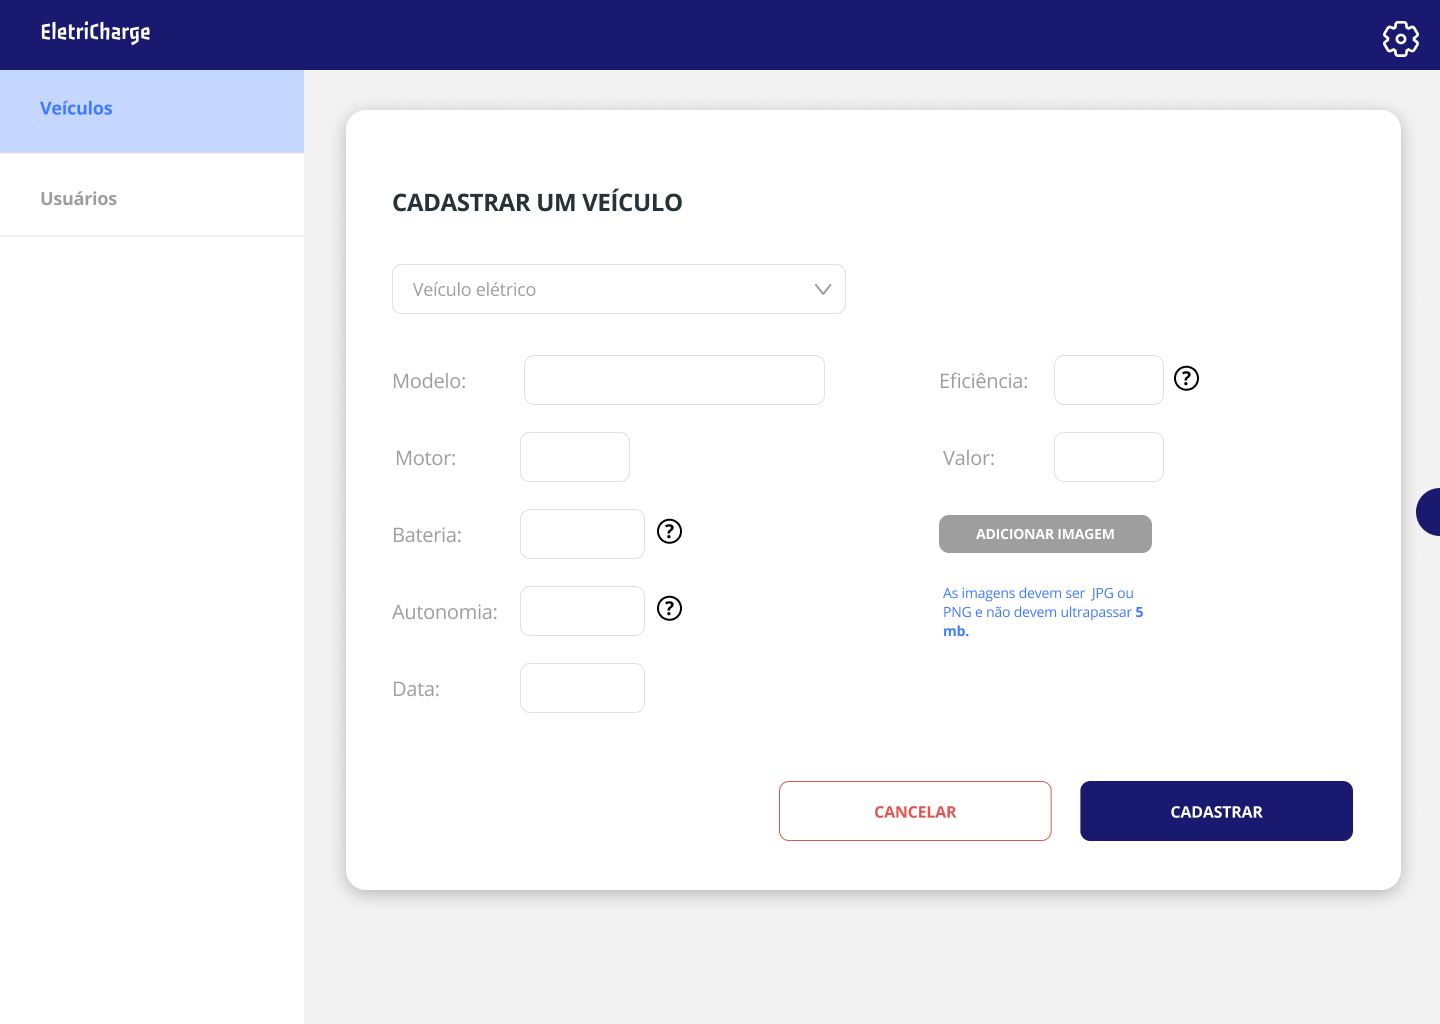 EletriCharge
Veículos
Usuários
CADASTRAR UM VEÍCULO
Veículo elétrico
Modelo:
Motor:
Bateria:
?
Autonomia:
?
Data:
Eficiência:
?
Valor:
ADICIONAR IMAGEM
As imagens devem ser JPG ou
PNG e não devem ultrapassar 5
mb.
CANCELAR
CADASTRAR